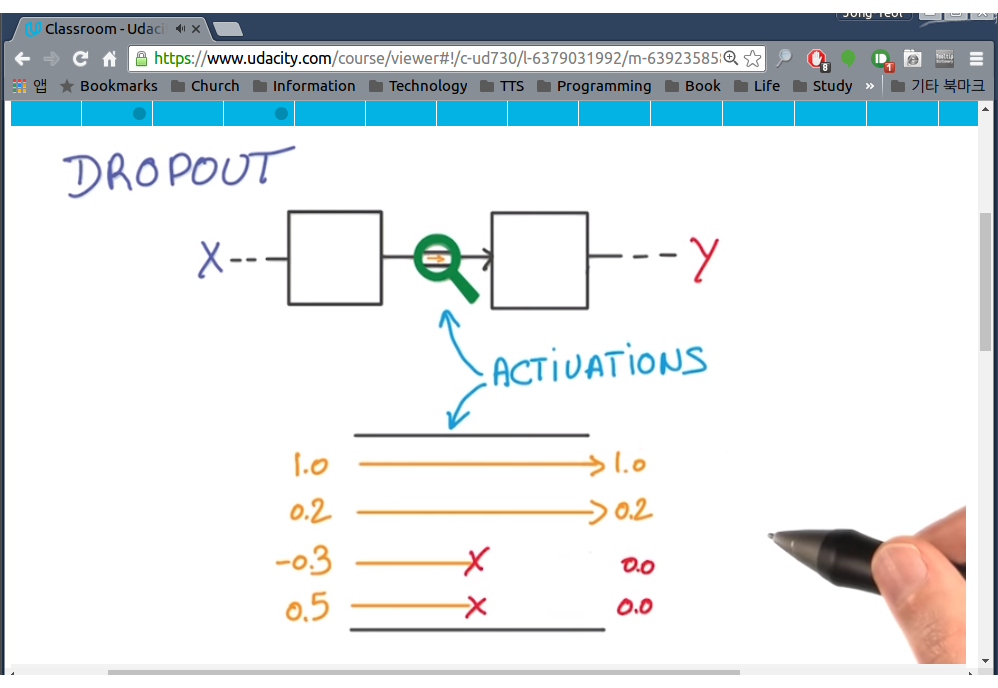 Classroom - Udaci
Jong Yeol
https://www.udacity.com/course/viewer#!/c-ud730/l-6379031992/m-63923585
8
1
앱 Bookmarks Church Information Technology TTS Programming Book Life Study » 기타 북마크
DROPOUT
X Y
ACTIVATIONS
1.0 1.0
0.2 0.2
-0.3 X 0.0
0.5 X 0.0